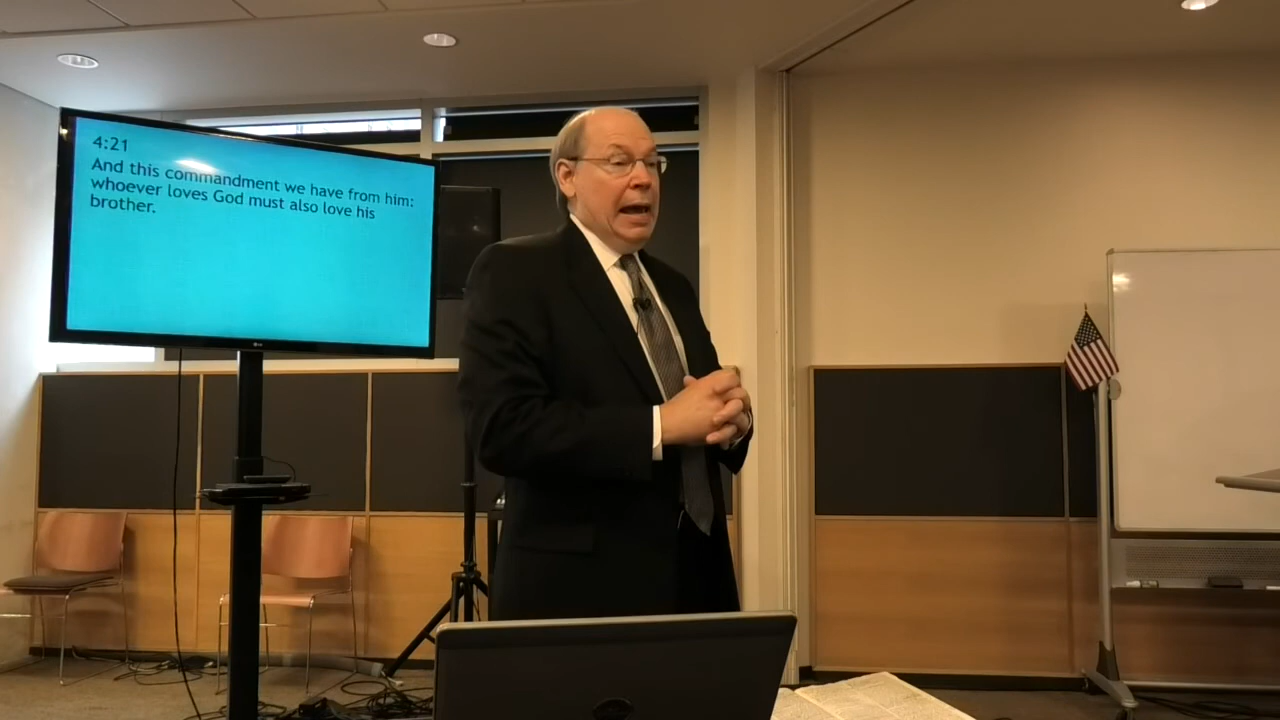 4:21
And this commandment we have from him:
whoever loves God must also love his
brother.